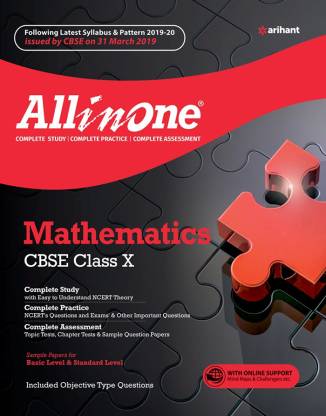 Following Latest Syllabus & Pattern 2019-20
issued by CBSE on 31 March 2019
arihant
All in One®
COMPLETE STUDY | COMPLETE PRACTICE | COMPLETE ASSESSMENT
Mathematics
CBSE Class X
Complete Study
with Easy to Understand NCERT Theory
Complete Practice
NCERT's Questions and Exams' & Other Important Questions
Complete Assessment
Topic Tests, Chapter Tests & Sample Question Papers
Sample Papers for
Basic Level & Standard Level
Included Objective Type Questions
WITH ONLINE SUPPORT
Mind Maps & Challengers etc.